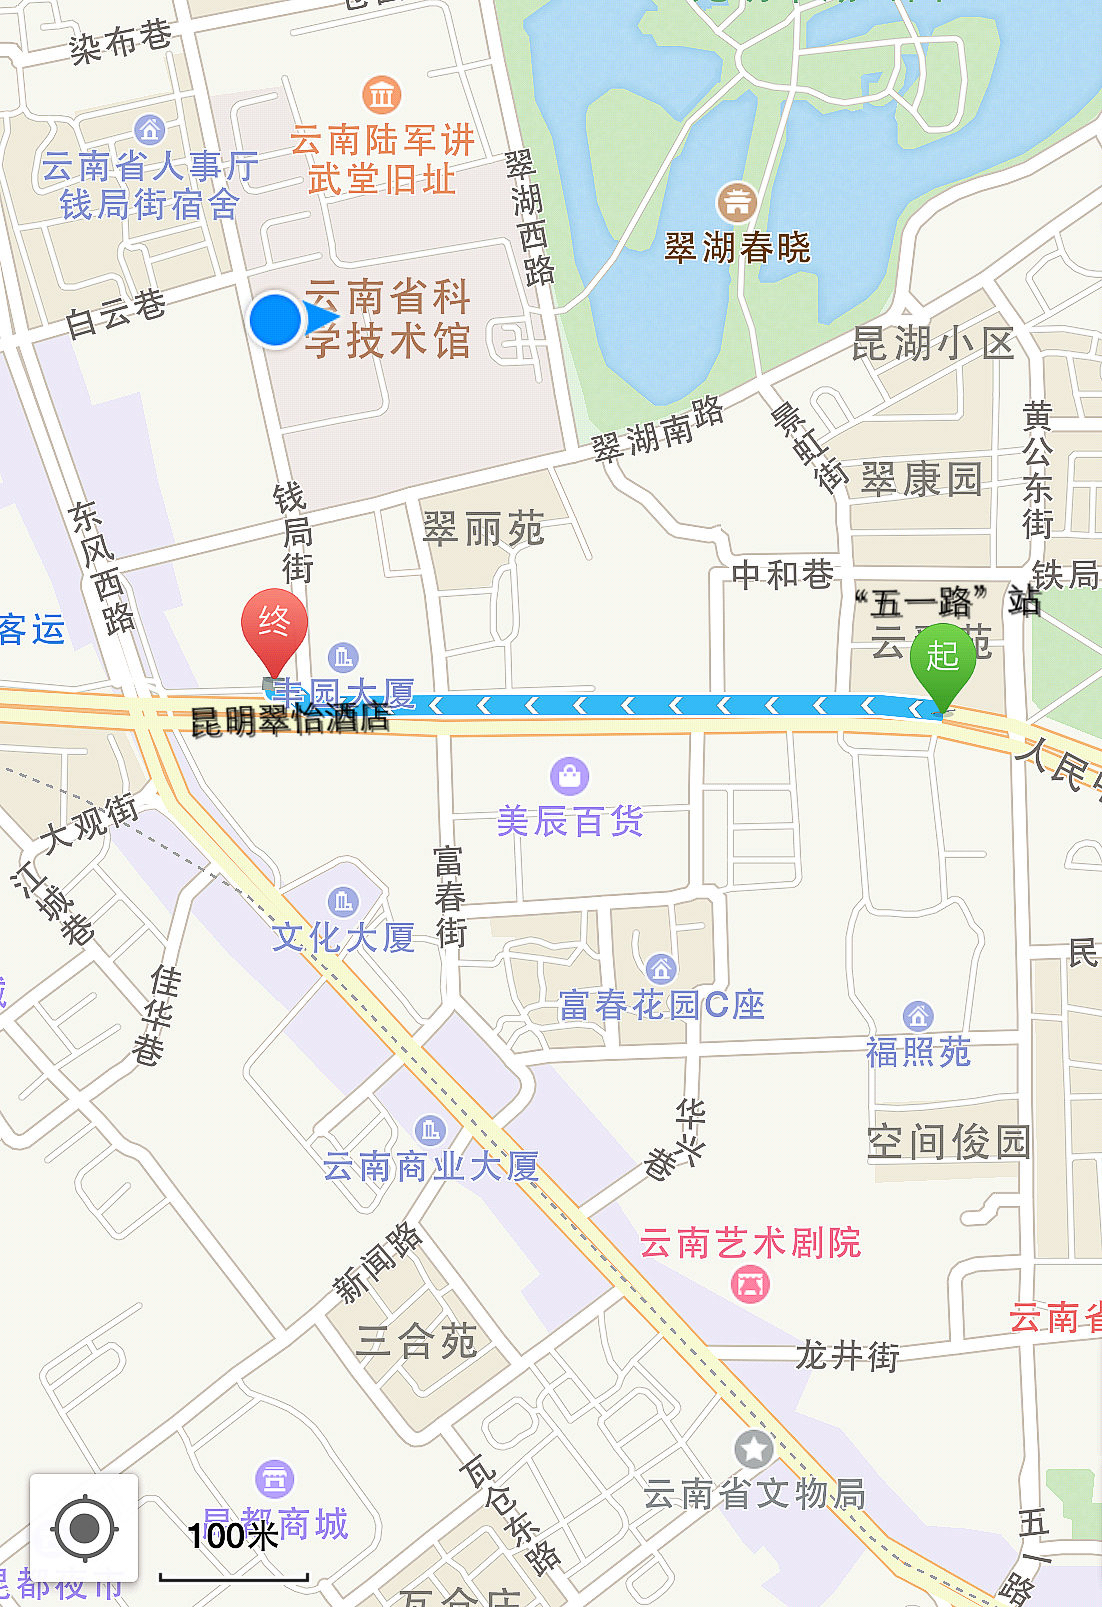 染布巷
云南陆军讲
武堂旧址
云南省人事厅
钱局街宿舍
翠湖西路
翠湖春晓
云南省科
学技术馆
白云巷
昆湖小区
翠湖南路
景虹街
黄公东街
翠康园
钱局街
东风西路
翠丽苑
中和巷
铁局
“五一路”站
客运
终
起
丰园大厦
昆明翠怡酒店
人民中
美辰百货
大观街
江城巷
富春街
文化大厦
民
佳华巷
富春花园C座
福照苑
华兴巷
空间俊园
云南商业大厦
新闻路
云南艺术剧院
三合苑
云南省
龙井街
瓦仓东路
云南省文物局
昆都商城
100米
五一路
昆都夜市
瓦仓庄